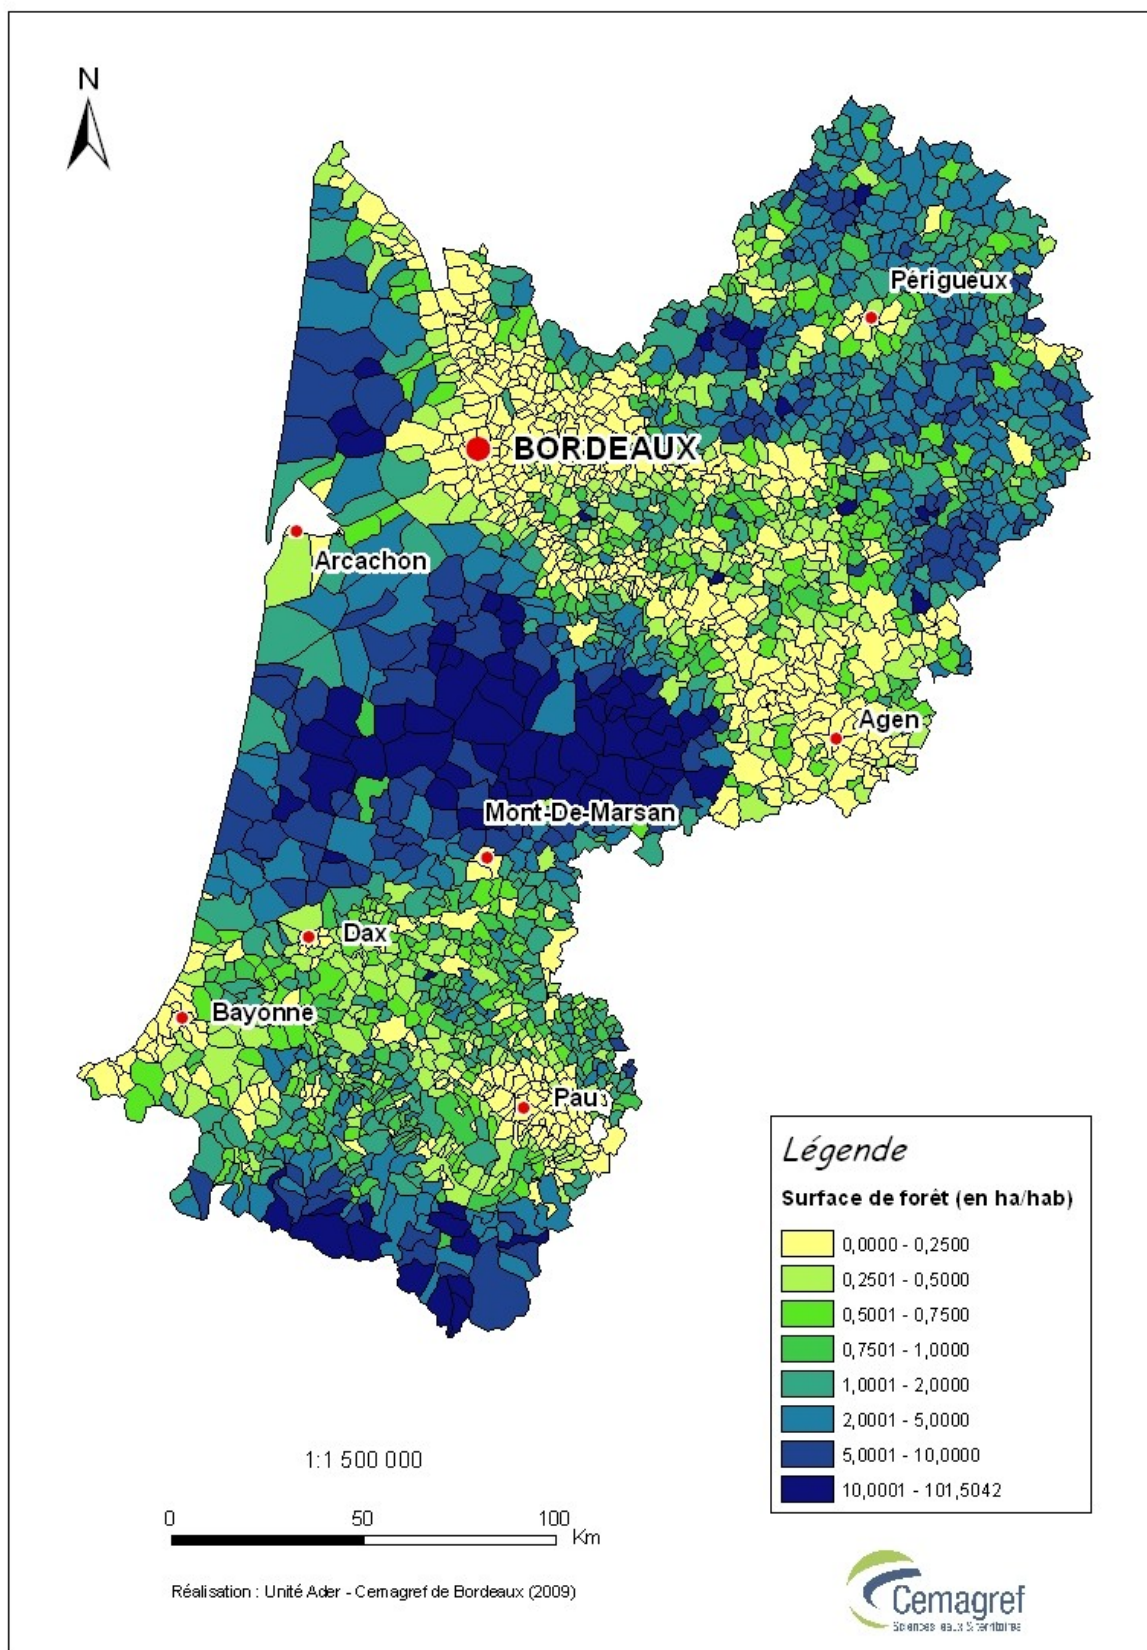 N
Périgueux
BORDEAUX
Arcachon
Agen
Mont-De-Marsan
Dax
Bayonne
Pau
Légende
Surface de forêt (en ha/hab)
0,0000 - 0,2500
0,2501 - 0,5000
0,5001 - 0,7500
0,7501 - 1,0000
1,0001 - 2,0000
2,0001 - 5,0000
5,0001 - 10,0000
10,0001 - 101,5042
1:1 500 000
0 50 100
Km
Réalisation : Unité Ader - Cemagref de Bordeaux (2009)
Cemagref
Sciences, eaux & territoires